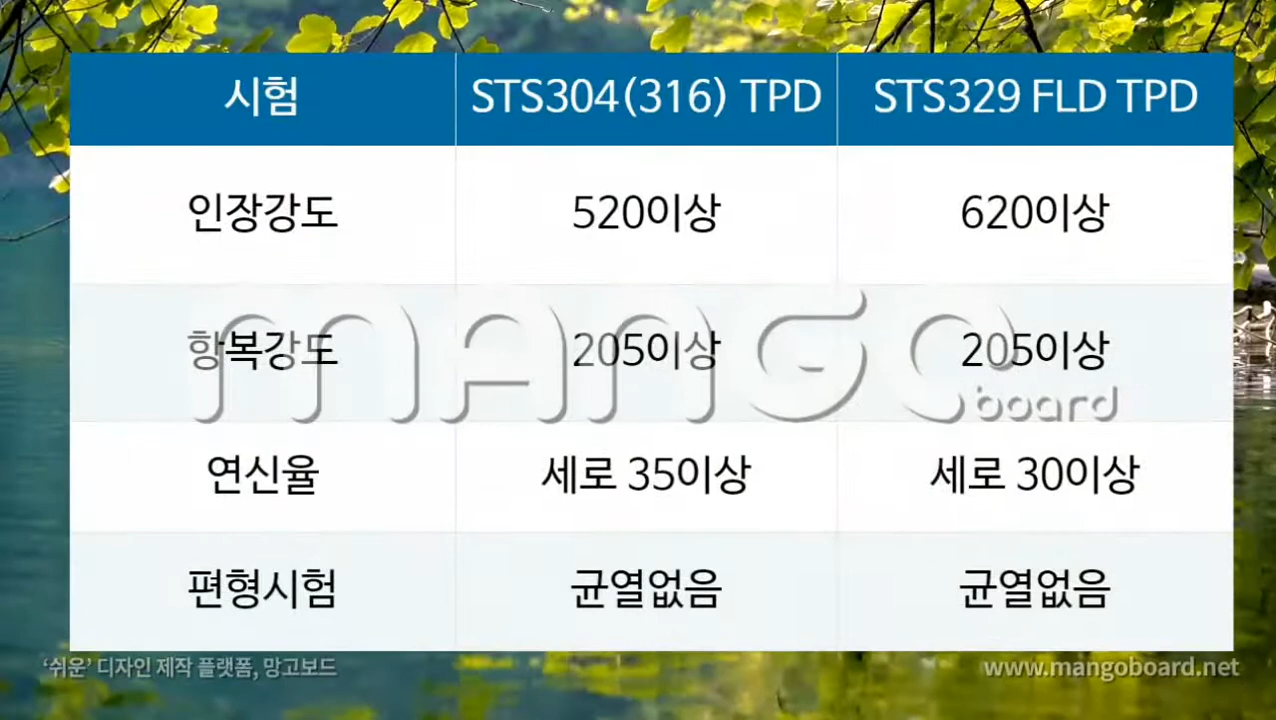 시험 STS304(316) TPD STS329 FLD TPD
인장강도 520이상 620이상
항복강도 205이상 205이상
mango board
연신율 세로 35이상 세로 30이상
편형시험 균열없음 균열없음
‘쉬운’ 디자인 제작 플랫폼, 망고보드 www.mangoboard.net